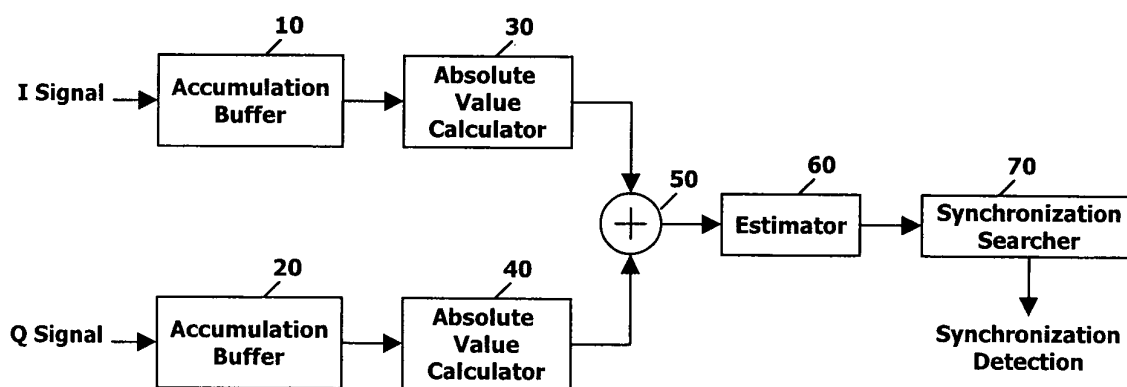 10
30
I Signal
Accumulation
Buffer
Absolute
Value
Calculator
50
60
70
Estimator
Synchronization
Searcher
20
40
Q Signal
Accumulation
Buffer
Absolute
Value
Calculator
Synchronization
Detection